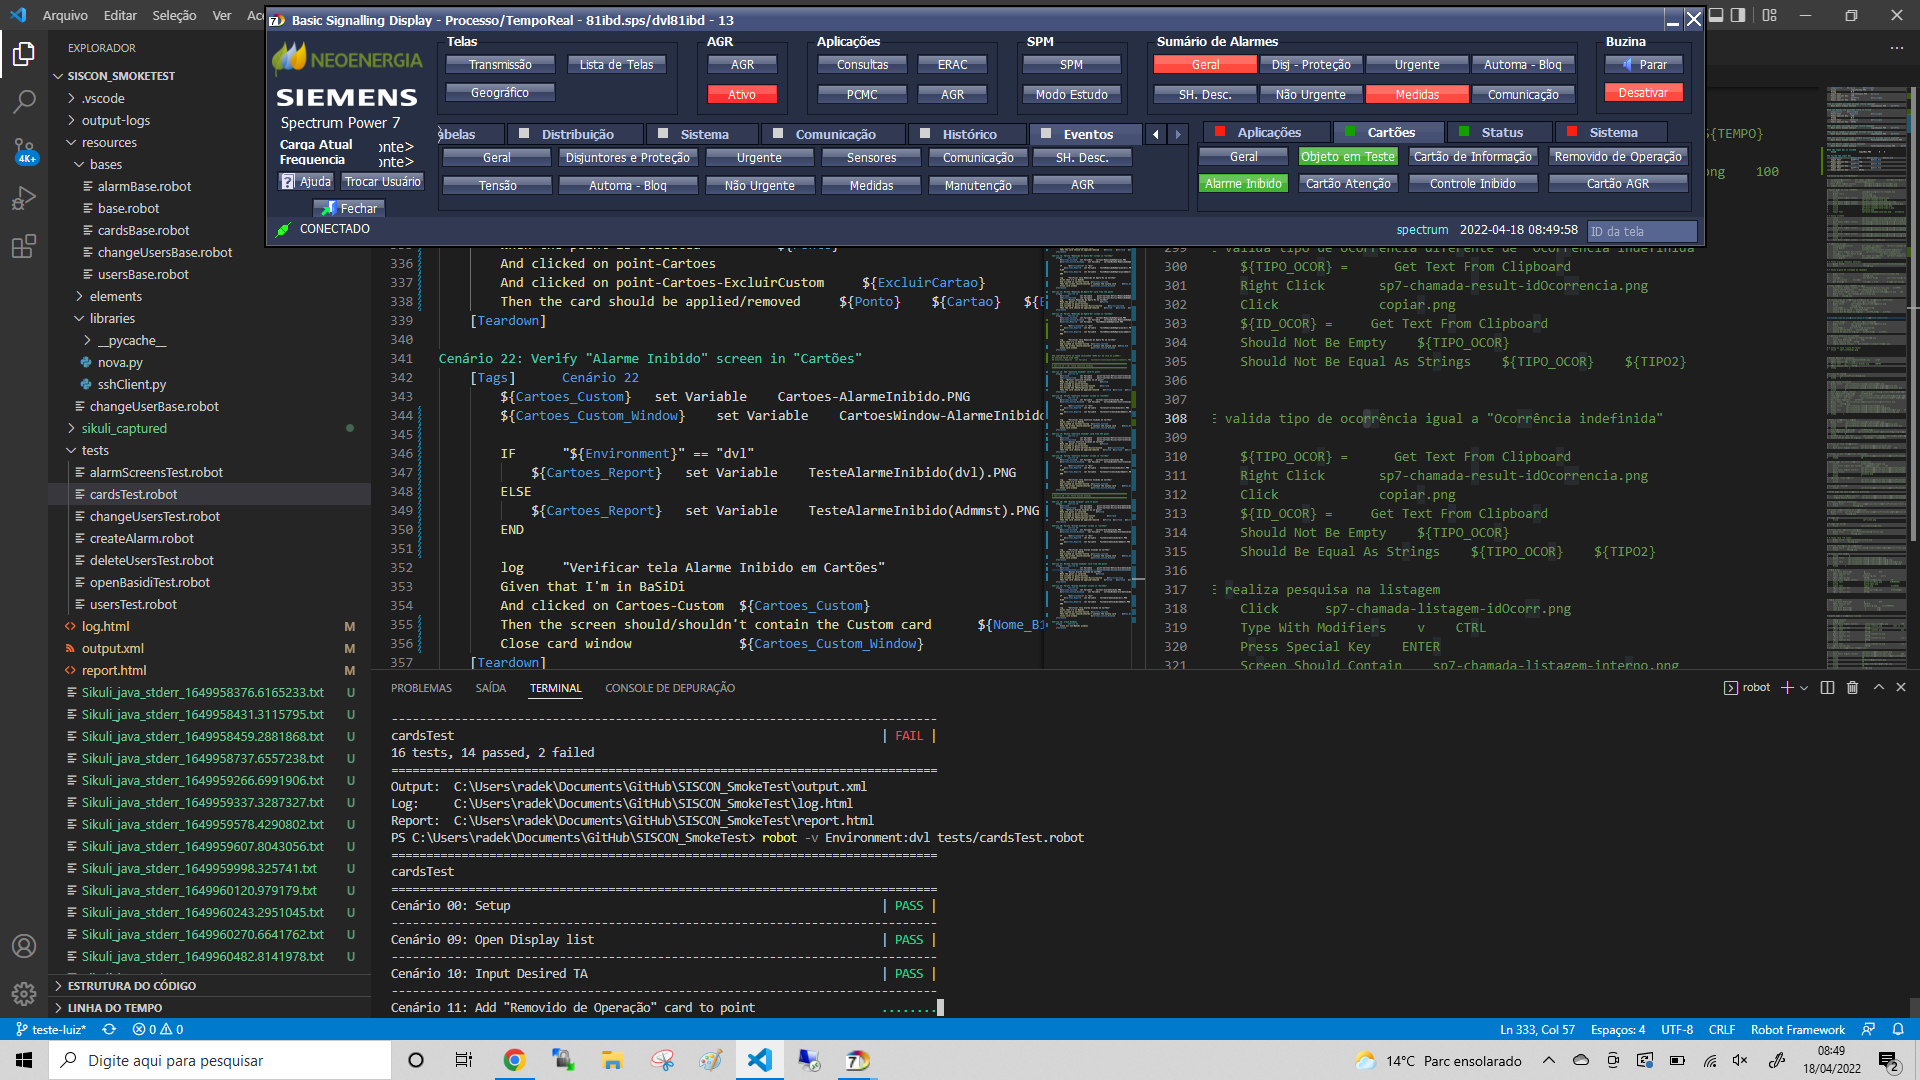 Arquivo Editar Seleção Ver
Basic Signalling Display - Processo/TempoReal - 81ibd.sps/dvl81ibd - 13
NEOENERGIA
SIEMENS
Spectrum Power 7
Carga Atual
Frequencia
onte>
onte>
Ajuda Trocar Usuário
Fechar
CONECTADO
Telas
Transmissão Lista de Telas
Geográfico
AGR
AGR
Ativo
Aplicações
Consultas ERAC
PCMC AGR
SPM
SPM
Modo Estudo
Sumário de Alarmes
Geral Disj - Proteção Urgente Automa - Bloq
SH. Desc. Não Urgente Medidas Comunicação
Buzina
Parar
Desativar
abelas Distribuição Sistema Comunicação Histórico Eventos
Geral Disjuntores e Proteção Urgente Sensores Comunicação SH. Desc.
Tensão Automa - Bloq Não Urgente Medidas Manutenção AGR
Aplicações Cartões Status Sistema
Geral Objeto em Teste Cartão de Informação Removido de Operação
Alarme Inibido Cartão Atenção Controle Inibido Cartão AGR
spectrum 2022-04-18 08:49:58 ID da tela
EXPLORADOR
SISCON_SMOKETEST
.vscode
output-logs
resources
bases
alarmBase.robot
base.robot
cardsBase.robot
changeUsersBase.robot
usersBase.robot
elements
libraries
__pycache__
nova.py
sshClient.py
changeUserBase.robot
sikuli_captured
tests
alarmScreensTest.robot
cardsTest.robot
changeUsersTest.robot
createAlarm.robot
deleteUsersTest.robot
openBasidiTest.robot
usersTest.robot
log.html M
output.xml M
report.html M
Sikuli_java_stderr_1649958376.6165233.txt U
Sikuli_java_stderr_1649958431.3115795.txt U
Sikuli_java_stderr_1649958459.2881868.txt U
Sikuli_java_stderr_1649958737.6557238.txt U
Sikuli_java_stderr_1649959266.6991906.txt U
Sikuli_java_stderr_1649959337.3287327.txt U
Sikuli_java_stderr_1649959578.4290802.txt U
Sikuli_java_stderr_1649959607.8043056.txt U
Sikuli_java_stderr_1649959998.325741.txt U
Sikuli_java_stderr_1649960120.979179.txt U
Sikuli_java_stderr_1649960243.2951045.txt U
Sikuli_java_stderr_1649960270.6641762.txt U
Sikuli_java_stderr_1649960482.8141978.txt U
ESTRUTURA DO CÓDIGO
LINHA DO TEMPO
4K+
${TEMPO}
ong 100
336 And clicked on point-Cartoes
337 And clicked on point-Cartoes-ExcluirCustom ${ExcluirCartao}
338 Then the card should be applied/removed ${Ponto} ${Cartao}
339 [Teardown]
340
341 Cenário 22: Verify "Alarme Inibido" screen in "Cartões"
342 [Tags] Cenário 22
343 ${Cartoes_Custom} set Variable Cartoes-AlarmeInibido.PNG
344 ${Cartoes_Custom_Window} set Variable CartoesWindow-AlarmeInibido
345
346 IF "${Environment}" == "dvl"
347 ${Cartoes_Report} set Variable TesteAlarmeInibido(dvl).PNG
348 ELSE
349 ${Cartoes_Report} set Variable TesteAlarmeInibido(Admmst).PNG
350 END
351
352 log "Verificar tela Alarme Inibido em Cartões"
353 Given that I'm in BaSiDi
354 And clicked on Cartoes-Custom ${Cartoes_Custom}
355 Then the screen should/shouldn't contain the Custom card ${Nome_B1
356 Close card window ${Cartoes_Custom_Window}
357 [Teardown]
299 valida tipo de ocorrência diferente de "Ocorrência indefinida"
300 ${TIPO_OCOR} = Get Text From Clipboard
301 Right Click sp7-chamada-result-idOcorrencia.png
302 Click copiar.png
303 ${ID_OCOR} = Get Text From Clipboard
304 Should Not Be Empty ${TIPO_OCOR}
305 Should Not Be Equal As Strings ${TIPO_OCOR} ${TIPO2}
306
307
308 valida tipo de ocorrência igual a "Ocorrência indefinida"
309
310 ${TIPO_OCOR} = Get Text From Clipboard
311 Right Click sp7-chamada-result-idOcorrencia.png
312 Click copiar.png
313 ${ID_OCOR} = Get Text From Clipboard
314 Should Not Be Empty ${TIPO_OCOR}
315 Should Be Equal As Strings ${TIPO_OCOR} ${TIPO2}
316
317 realiza pesquisa na listagem
318 Click sp7-chamada-listagem-idOcorr.png
319 Type With Modifiers v CTRL
320 Press Special Key ENTER
321 Screen Should Contain sp7-chamada-listagem-interno.png
PROBLEMAS SAÍDA TERMINAL CONSOLE DE DEPURAÇÃO
robot
------------------------------------------------------------------------------
cardsTest | FAIL |
16 tests, 14 passed, 2 failed
==============================================================================
Output: C:\Users\radek\Documents\GitHub\SISCON_SmokeTest\output.xml
Log: C:\Users\radek\Documents\GitHub\SISCON_SmokeTest\log.html
Report: C:\Users\radek\Documents\GitHub\SISCON_SmokeTest\report.html
PS C:\Users\radek\Documents\GitHub\SISCON_SmokeTest> robot -v Environment:dvl tests/cardsTest.robot
==============================================================================
cardsTest
==============================================================================
Cenário 00: Setup | PASS |
------------------------------------------------------------------------------
Cenário 09: Open Display list | PASS |
------------------------------------------------------------------------------
Cenário 10: Input Desired TA | PASS |
------------------------------------------------------------------------------
Cenário 11: Add "Removido de Operação" card to point ........
teste-luiz* 0 0
Ln 333, Col 57 Espaços: 4 UTF-8 CRLF Robot Framework
Digite aqui para pesquisar
14°C Parc ensolarado
08:49
18/04/2022
2